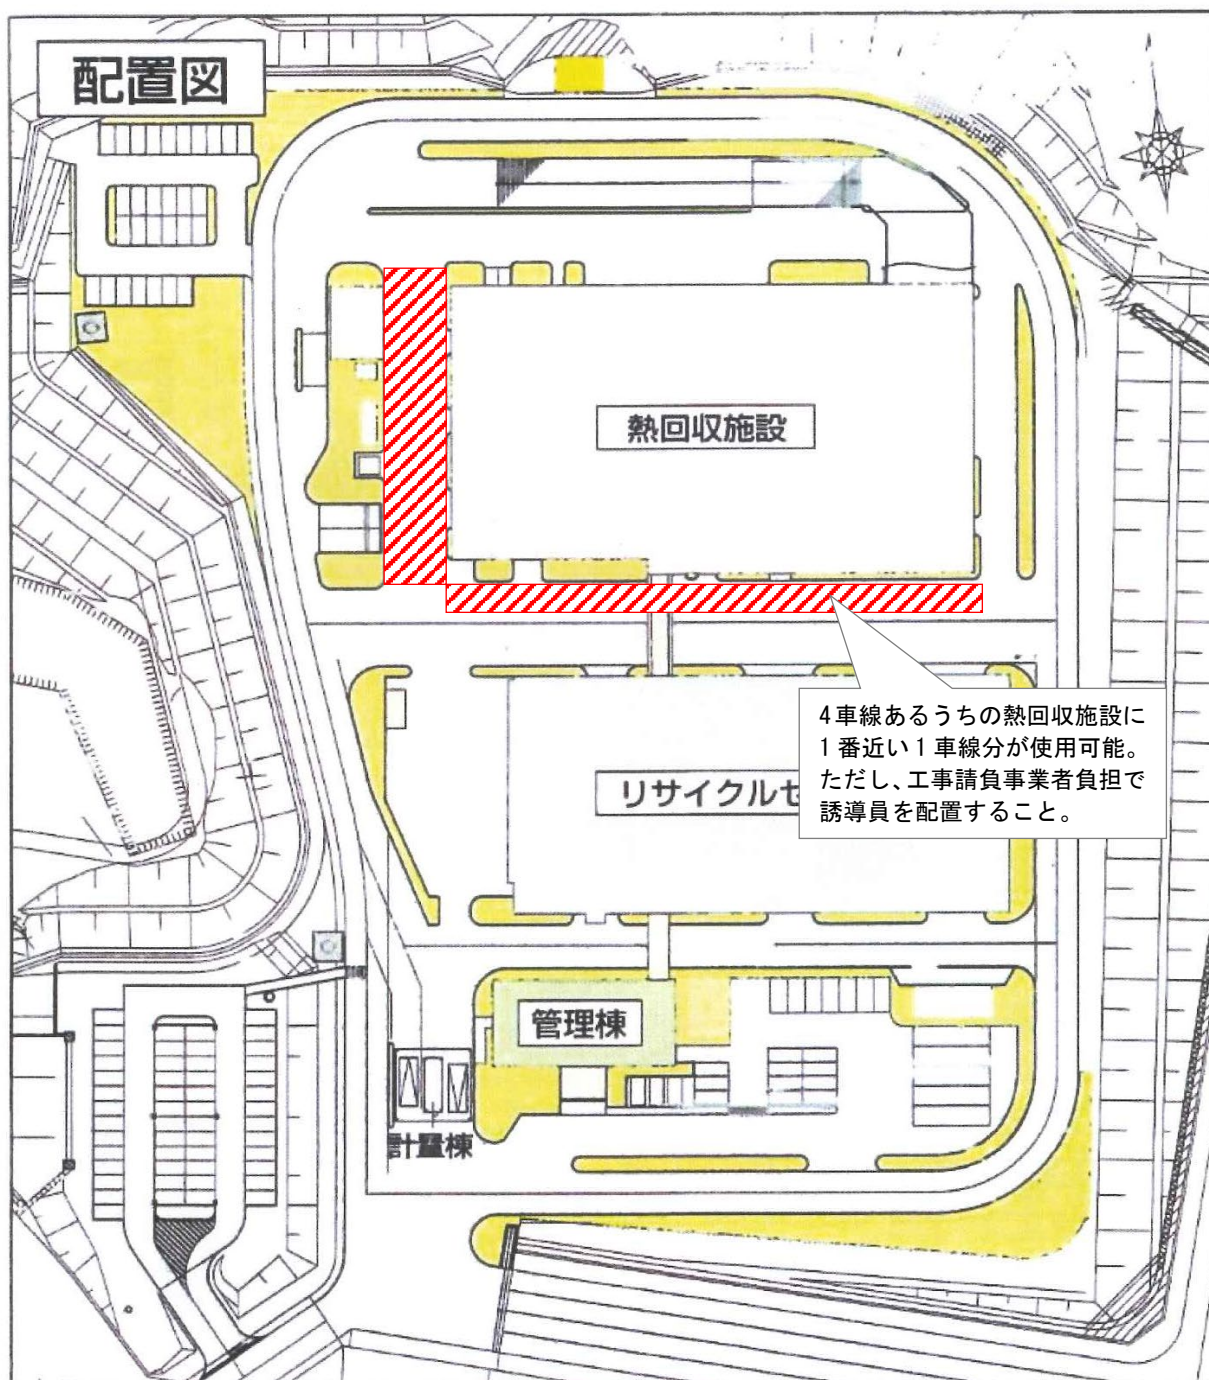 配置図
熱回収施設
4車線あるうちの熱回収施設に
1番近い1車線分が使用可能。
ただし、工事請負事業者負担で
誘導員を配置すること。
リサイクルセ
管理棟
計量棟